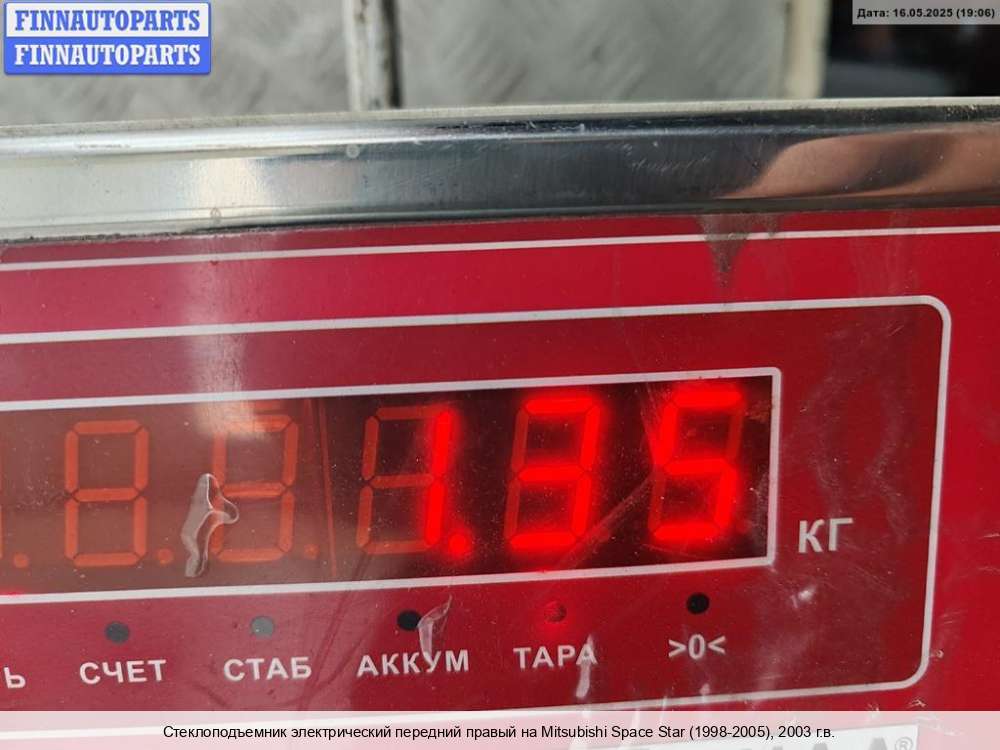 FINNAUTOPARTS
FINNAUTOPARTS
Дата: 16.05.2025 (19:06)
1.35
КГ
Ь СЧЕТ СТАБ АККУМ ТАРА >0<
Стеклоподъемник электрический передний правый на Mitsubishi Space Star (1998-2005), 2003 г.в.